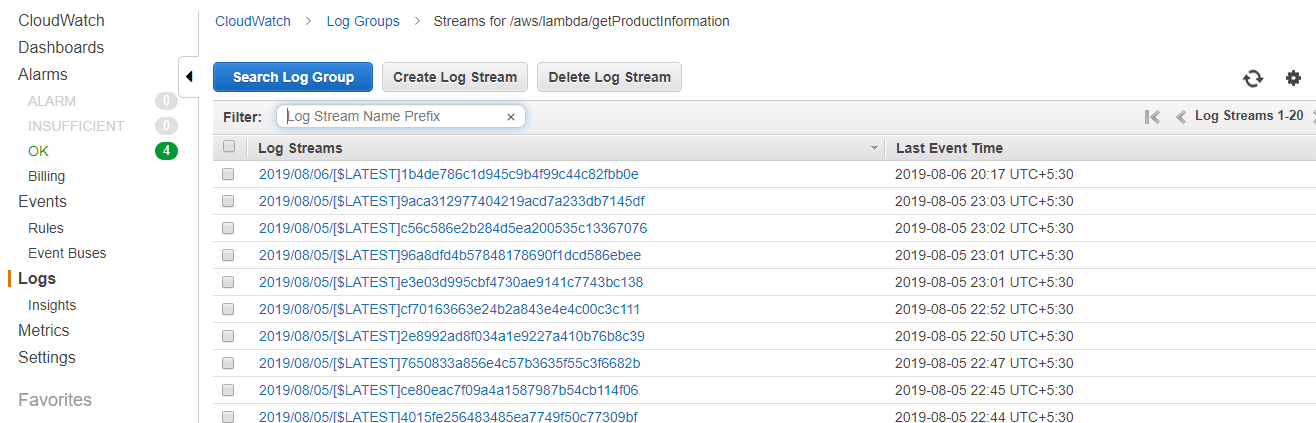 CloudWatch
Dashboards
Alarms
ALARM 0
INSUFFICIENT 0
OK 4
Billing
Events
Rules
Event Buses
Logs
Insights
Metrics
Settings
Favorites
CloudWatch > Log Groups > Streams for /aws/lambda/getProductInformation
Search Log Group Create Log Stream Delete Log Stream
Filter: Log Stream Name Prefix × Log Streams 1-20
Log Streams Last Event Time
2019/08/06/[$LATEST]1b4de786c1d945c9b4f99c44c82fbb0e 2019-08-06 20:17 UTC+5:30
2019/08/05/[$LATEST]9aca312977404219acd7a233db7145df 2019-08-05 23:03 UTC+5:30
2019/08/05/[$LATEST]c56c586e2b284d5ea200535c13367076 2019-08-05 23:02 UTC+5:30
2019/08/05/[$LATEST]96a8dfd4b57848178690f1dcd586ebee 2019-08-05 23:01 UTC+5:30
2019/08/05/[$LATEST]e3e03d995cbf4730ae9141c7743bc138 2019-08-05 23:01 UTC+5:30
2019/08/05/[$LATEST]cf70163663e24b2a843e4e4c00c3c111 2019-08-05 22:52 UTC+5:30
2019/08/05/[$LATEST]2e8992ad8f034a1e9227a410b76b8c39 2019-08-05 22:50 UTC+5:30
2019/08/05/[$LATEST]7650833a856e4c57b3635f55c3f6682b 2019-08-05 22:47 UTC+5:30
2019/08/05/[$LATEST]ce80eac7f09a4a1587987b54cb114f06 2019-08-05 22:45 UTC+5:30
2019/08/05/[$LATEST]4015fe256483485ea7749f50c77309bf 2019-08-05 22:44 UTC+5:30